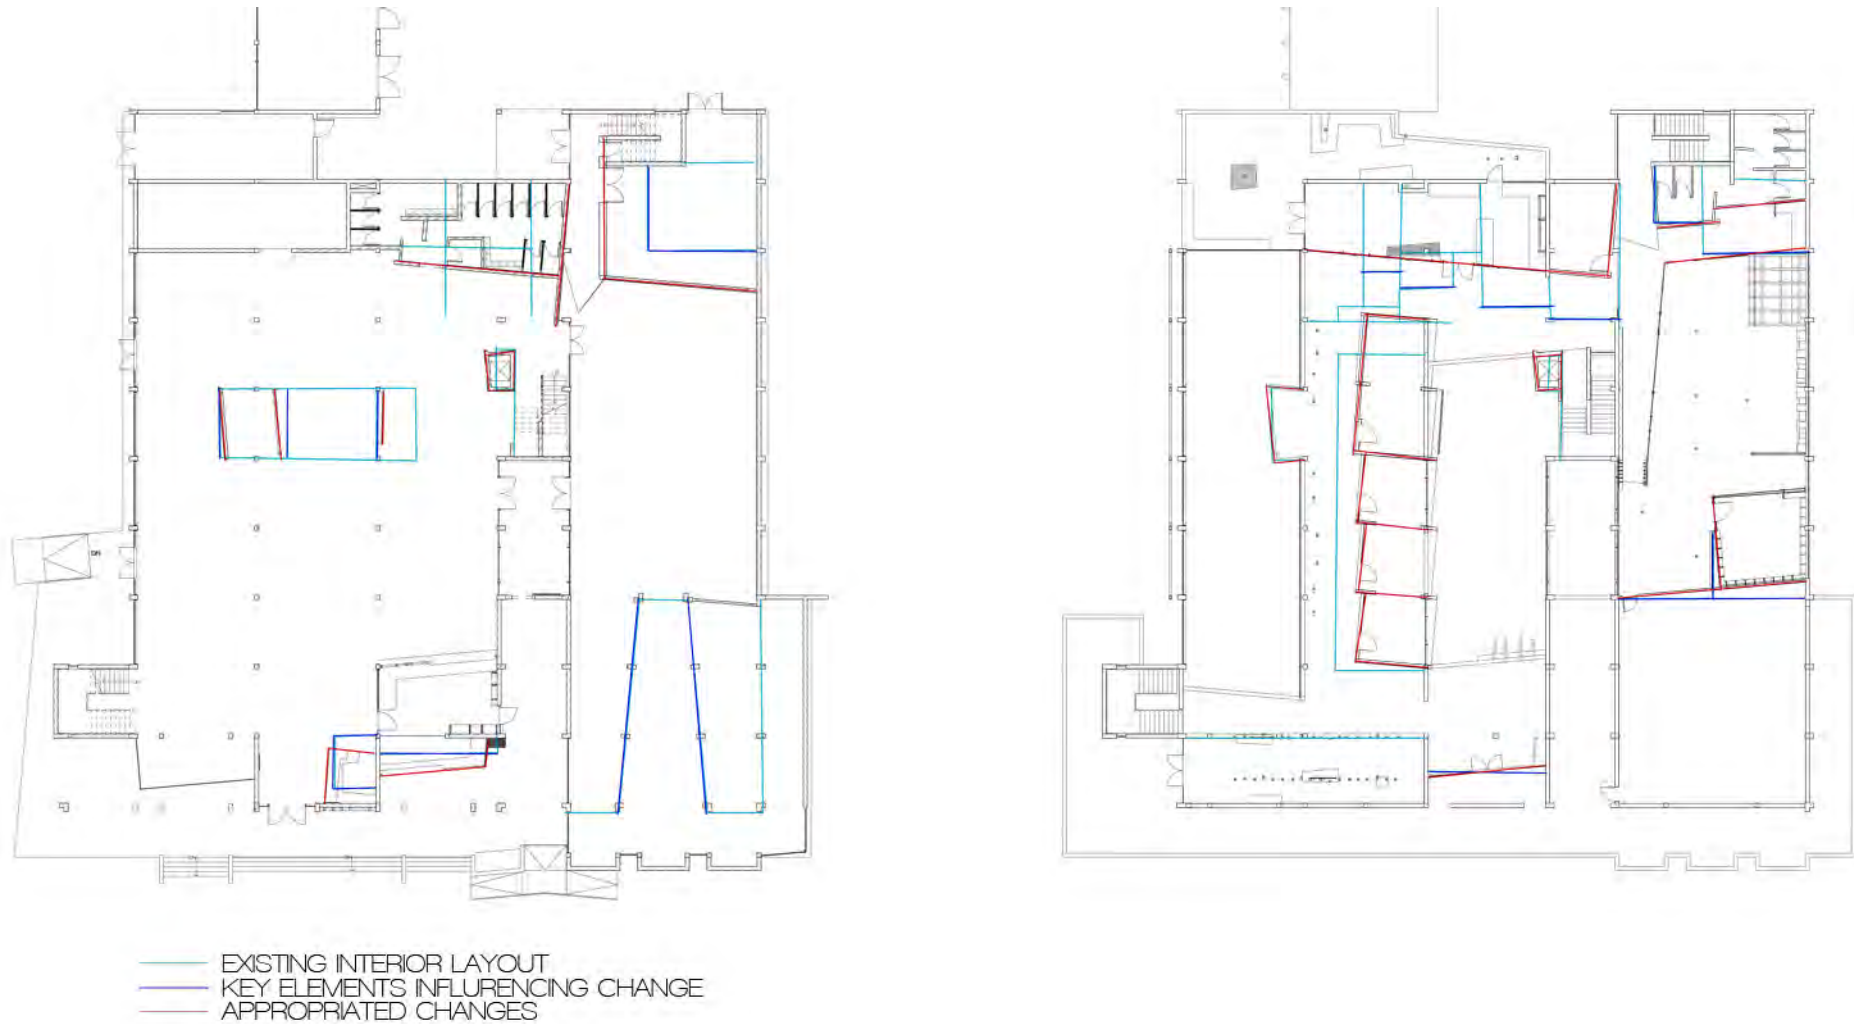 EXISTING INTERIOR LAYOUT
KEY ELEMENTS INFLURENCING CHANGE
APPROPRIATED CHANGES